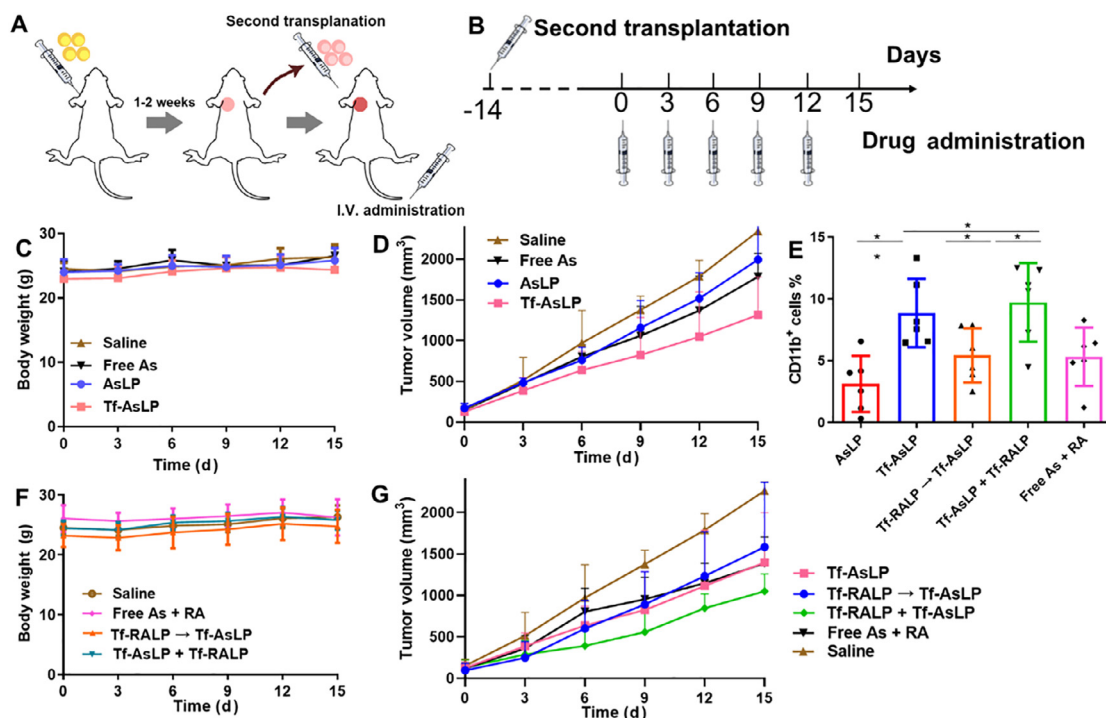 A
Second transplanation
1-2 weeks
I.V. administration
B
Second transplantation
Days
-14
0 3 6 9 12 15
Drug administration
C
Body weight (g)
30
20
10
0
Saline
Free As
AsLP
Tf-AsLP
0 3 6 9 12 15
Time (d)
D
Tumor volume (mm3)
2000
1500
1000
500
0
Saline
Free As
AsLP
Tf-AsLP
0 3 6 9 12 15
Time (d)
E
CD11b+ cells %
15
10
5
0
*
*
*
*
*
AsLP
Tf-AsLP
Tf-RALP → Tf-AsLP
Tf-AsLP + Tf-RALP
Free As + RA
F
Body weight (g)
30
20
10
0
Saline
Free As + RA
Tf-RALP → Tf-AsLP
Tf-AsLP + Tf-RALP
0 3 6 9 12 15
Time (d)
G
Tumor volume (mm3)
2000
1500
1000
500
0
0 3 6 9 12 15
Time (d)
Tf-AsLP
Tf-RALP → Tf-AsLP
Tf-RALP + Tf-AsLP
Free As + RA
Saline